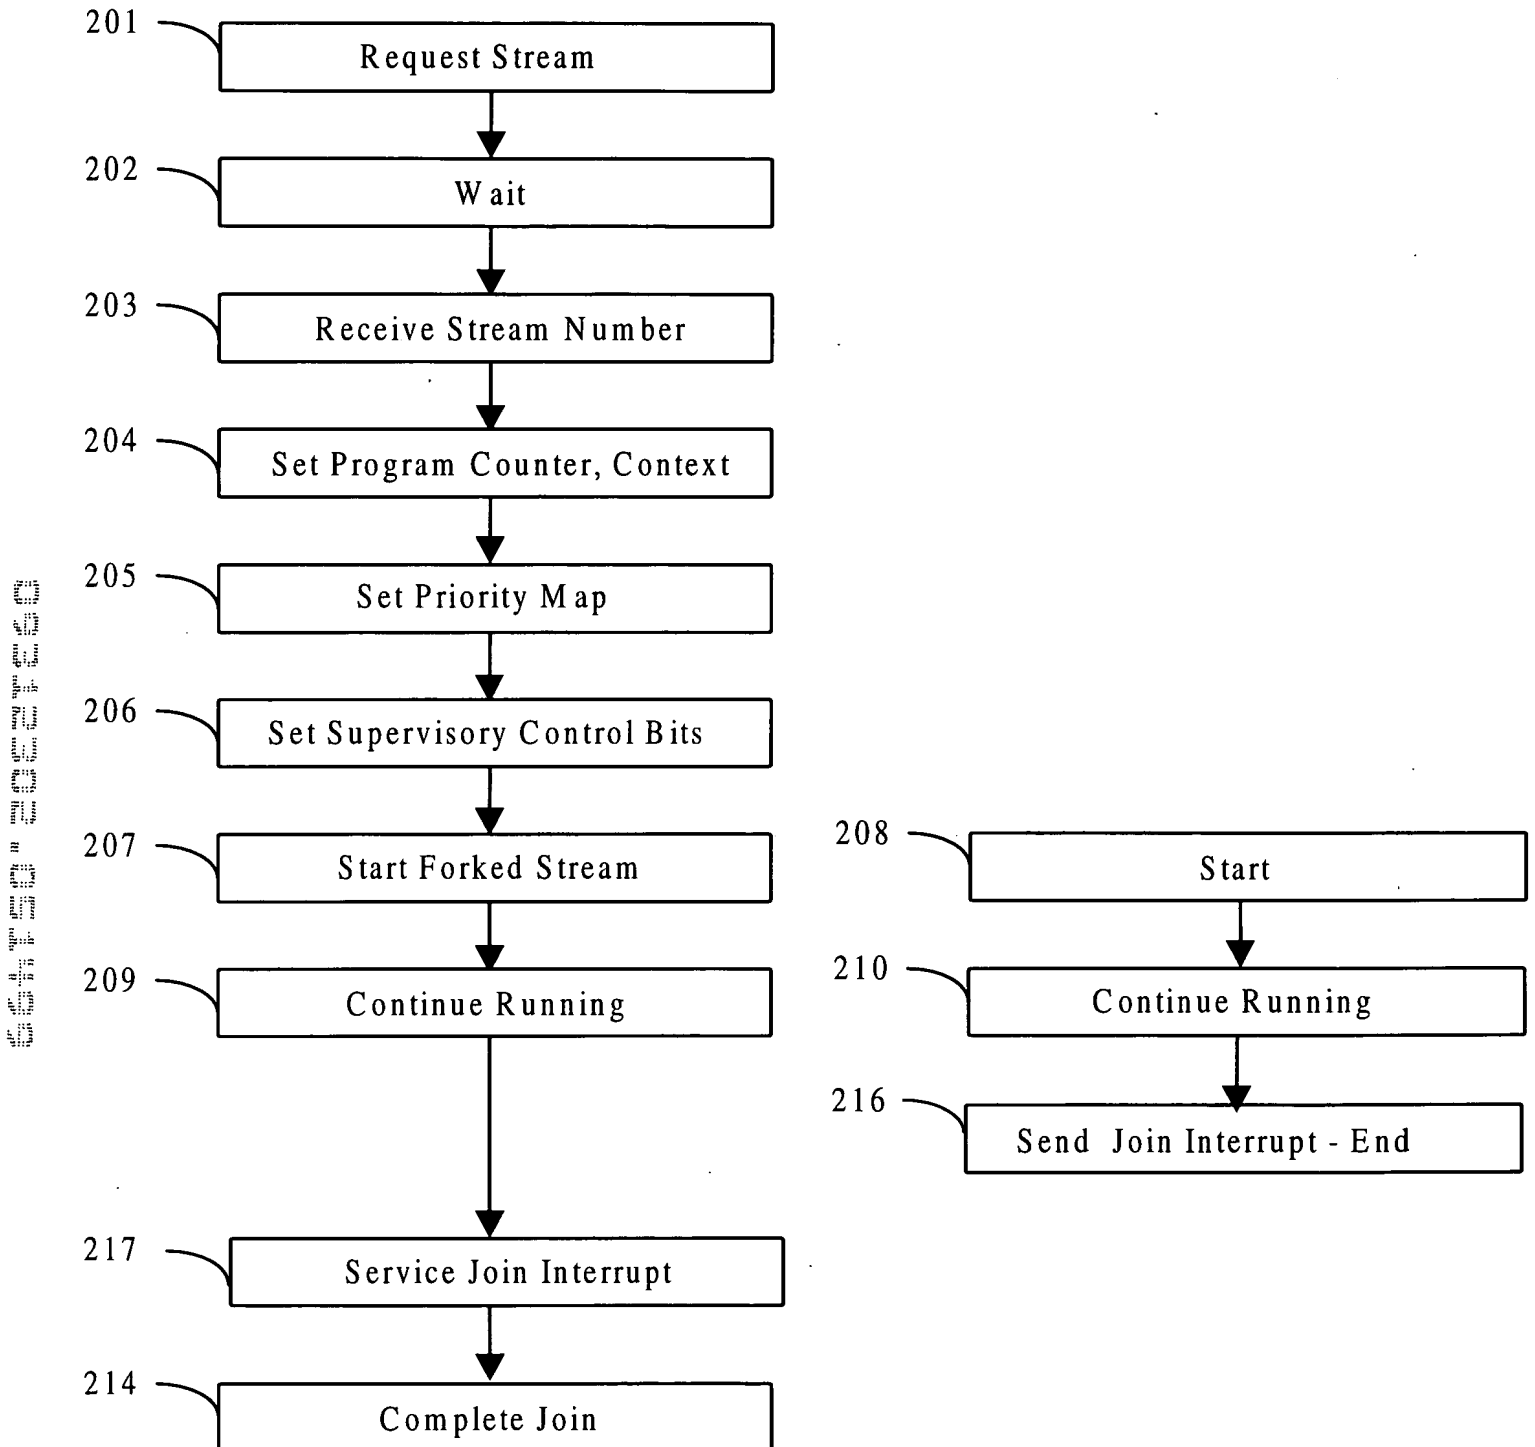 201 Request Stream
202 Wait
203 Receive Stream Number
204 Set Program Counter, Context
205 Set Priority Map
206 Set Supervisory Control Bits
207 Start Forked Stream
208 Start
209 Continue Running
210 Continue Running
216 Send Join Interrupt - End
217 Service Join Interrupt
214 Complete Join